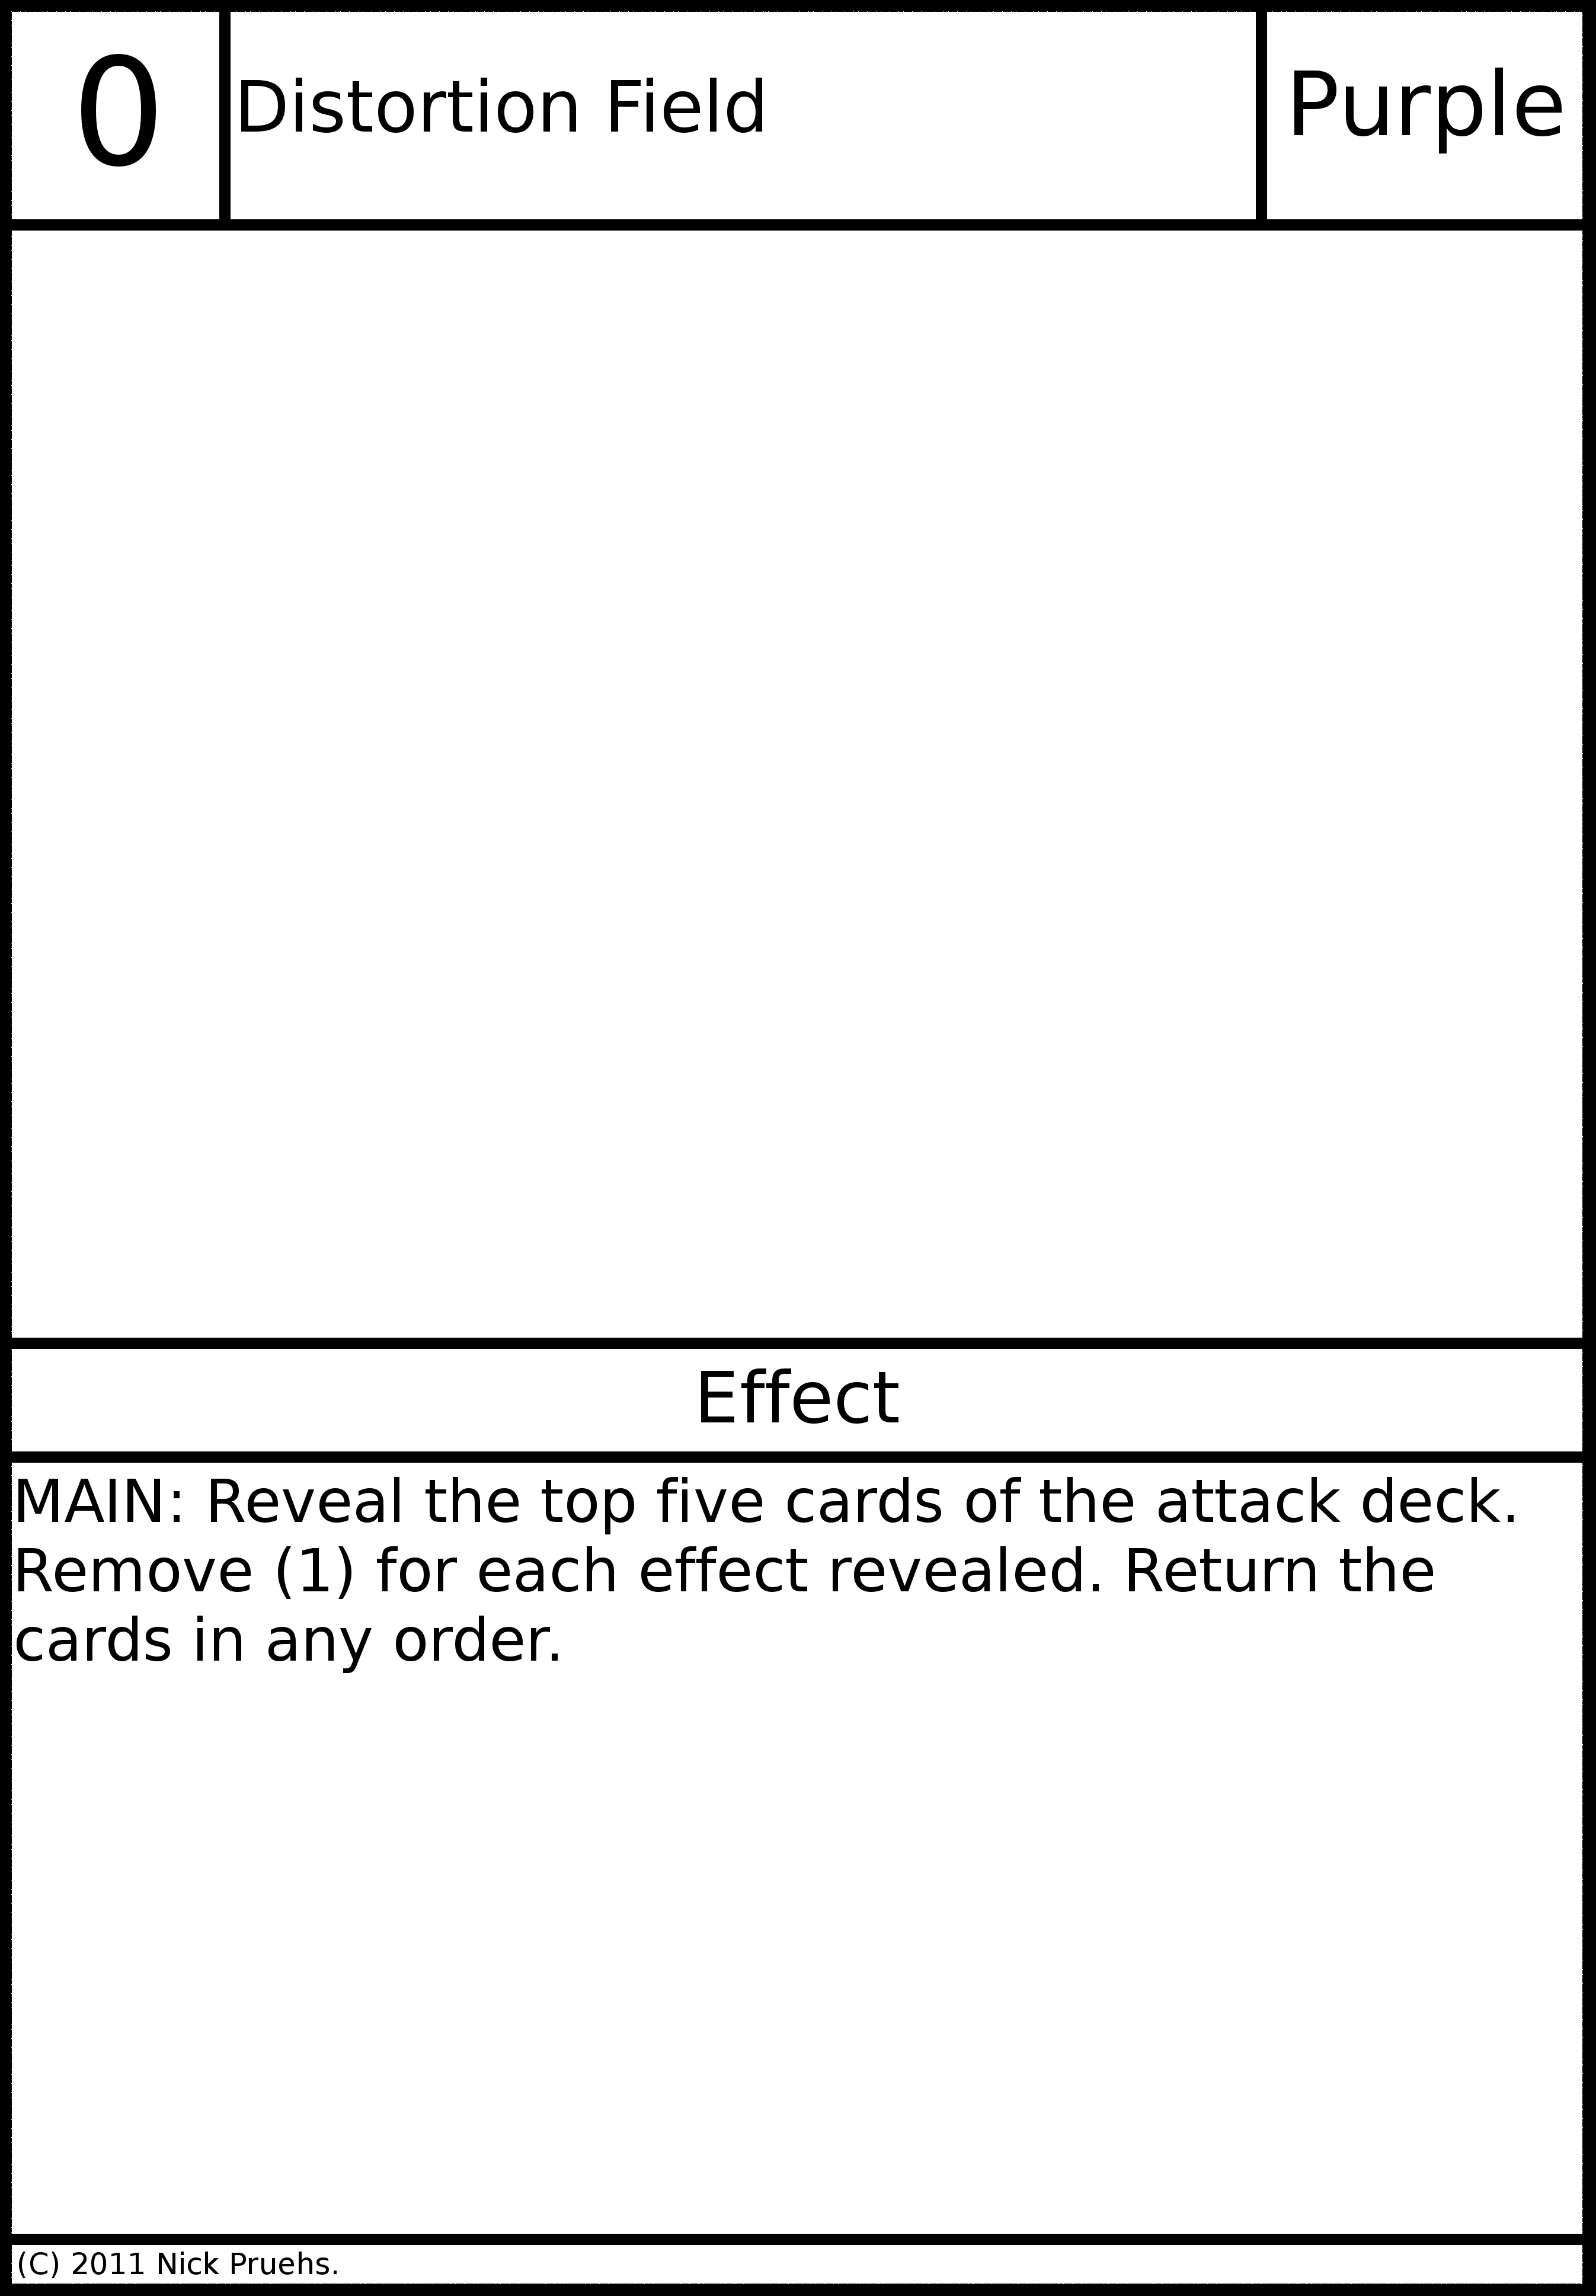 0
Distortion Field
Purple
Effect
MAIN: Reveal the top five cards of the attack deck.
Remove (1) for each effect revealed. Return the
cards in any order.
(C) 2011 Nick Pruehs.